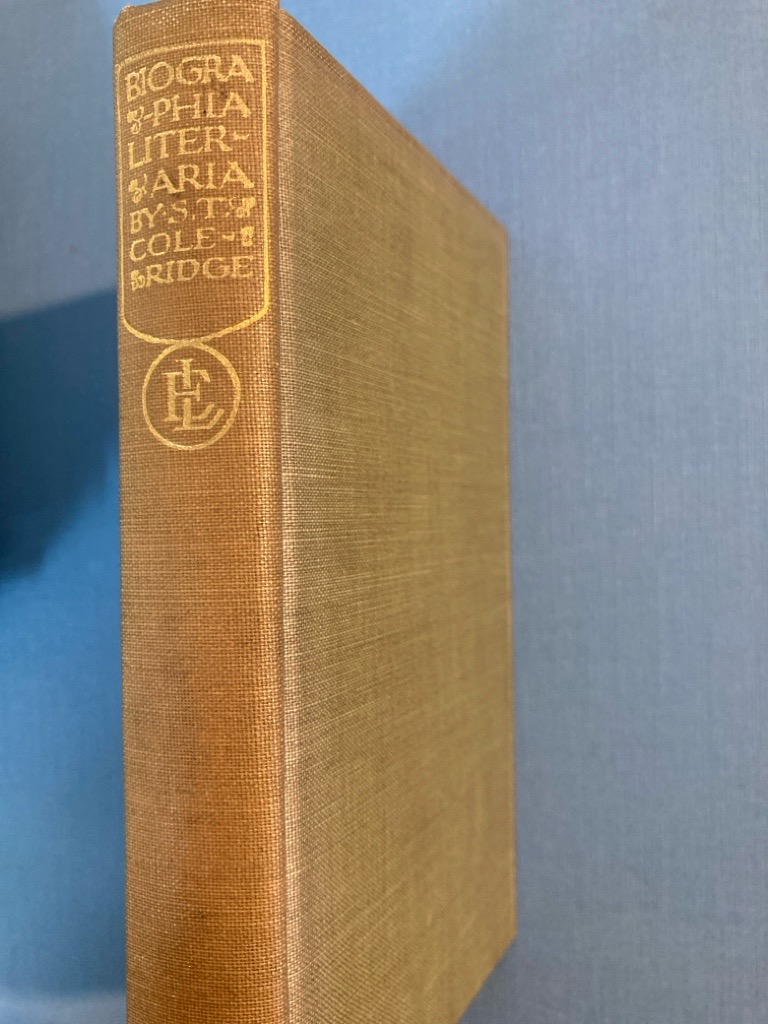 BIOGRA
-PHIA
LITER-
ARIA
BY·S.T.
COLE-
RIDGE
EL